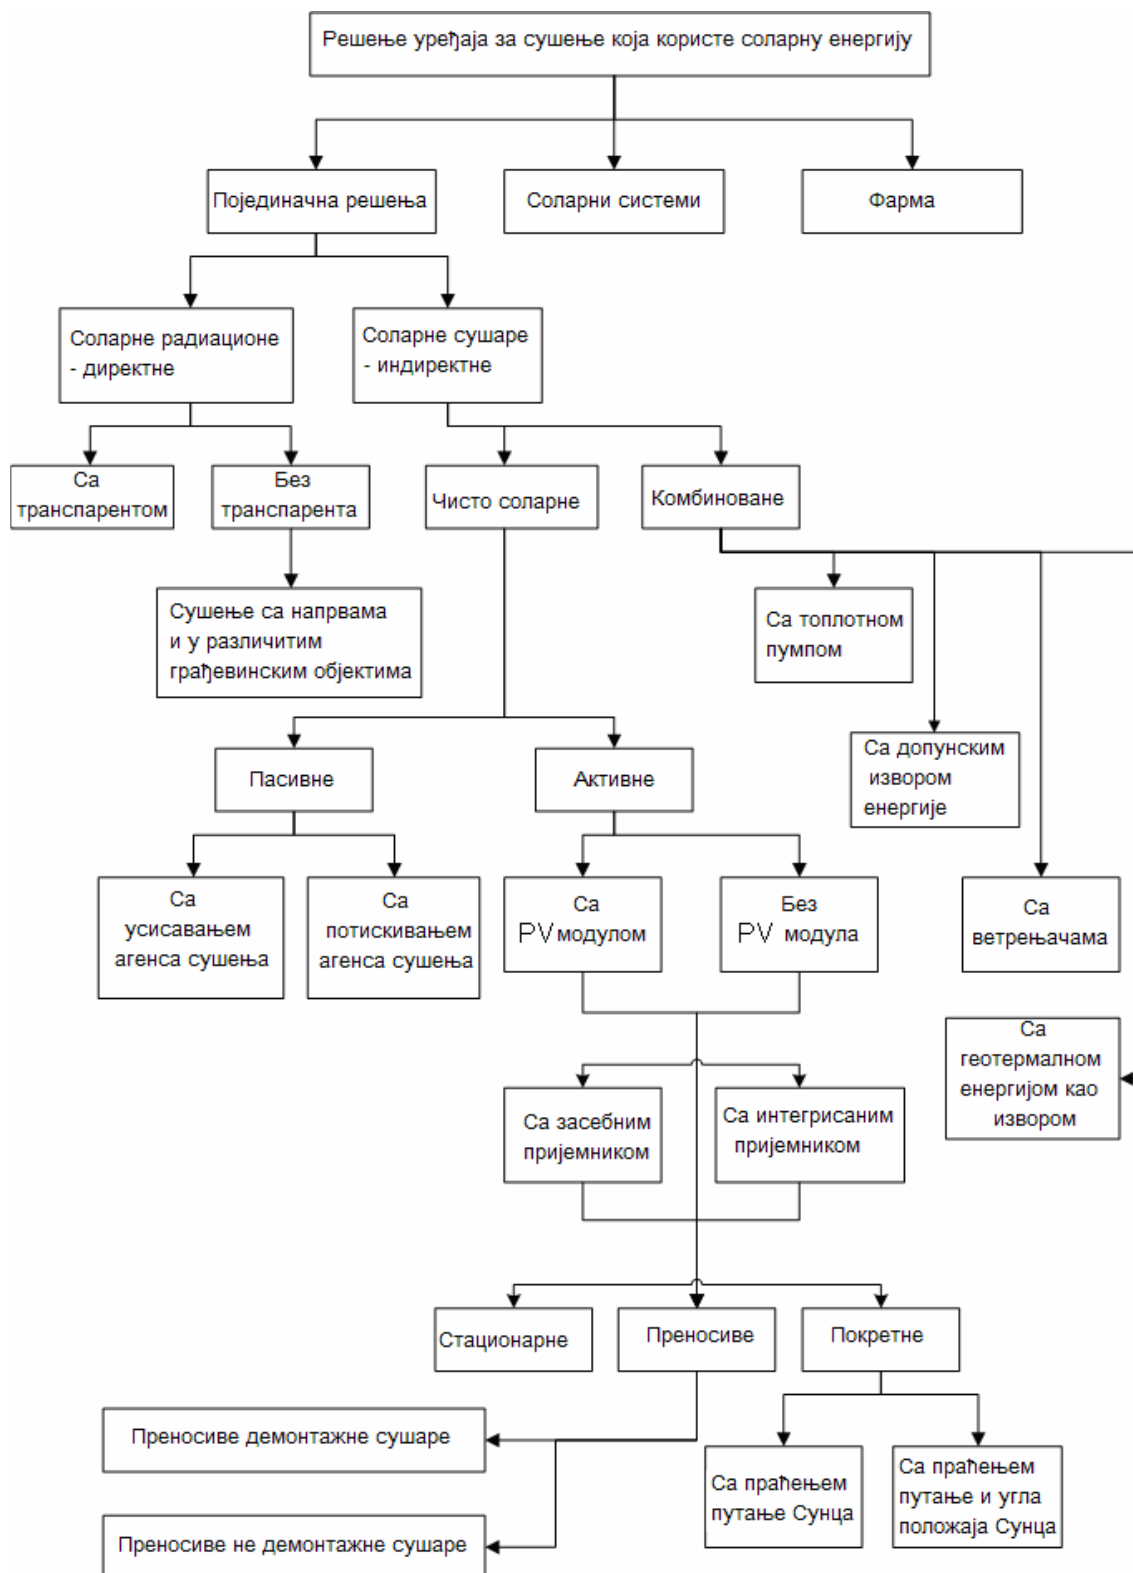 Решење уређаја за сушење која користе соларну енергију
Појединачна решења
Соларни системи
Фарма
Соларне радиационе
- директне
Соларне сушаре
- индиректне
Са
транспарентом
Без
транспарента
Чисто соларне
Комбиноване
Сушење са напрвама
и у различитим
грађевинским објектима
Са топлотном
пумпом
Са допунским
извором
енергије
Пасивне
Активне
Са
усисавањем
агенса сушења
Са
потискивањем
агенса сушења
Са
PV модулом
Без
PV модула
Са
ветрењачама
Са
геотермалном
енергијом као
извором
Са засебним
пријемником
Са интегрисаним
пријемником
Стационарне
Преносиве
Покретне
Преносиве демонтажне сушаре
Преносиве не демонтажне сушаре
Са праћењем
путање Сунца
Са праћењем
путање и угла
положаја Сунца